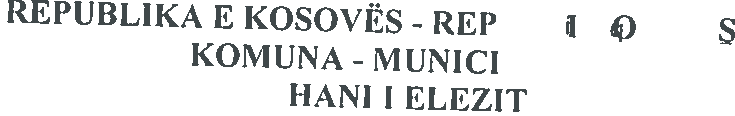 REPUBLIKA E KOSOVËS - REP
KOMUNA - MUNICI
HANI I ELEZIT